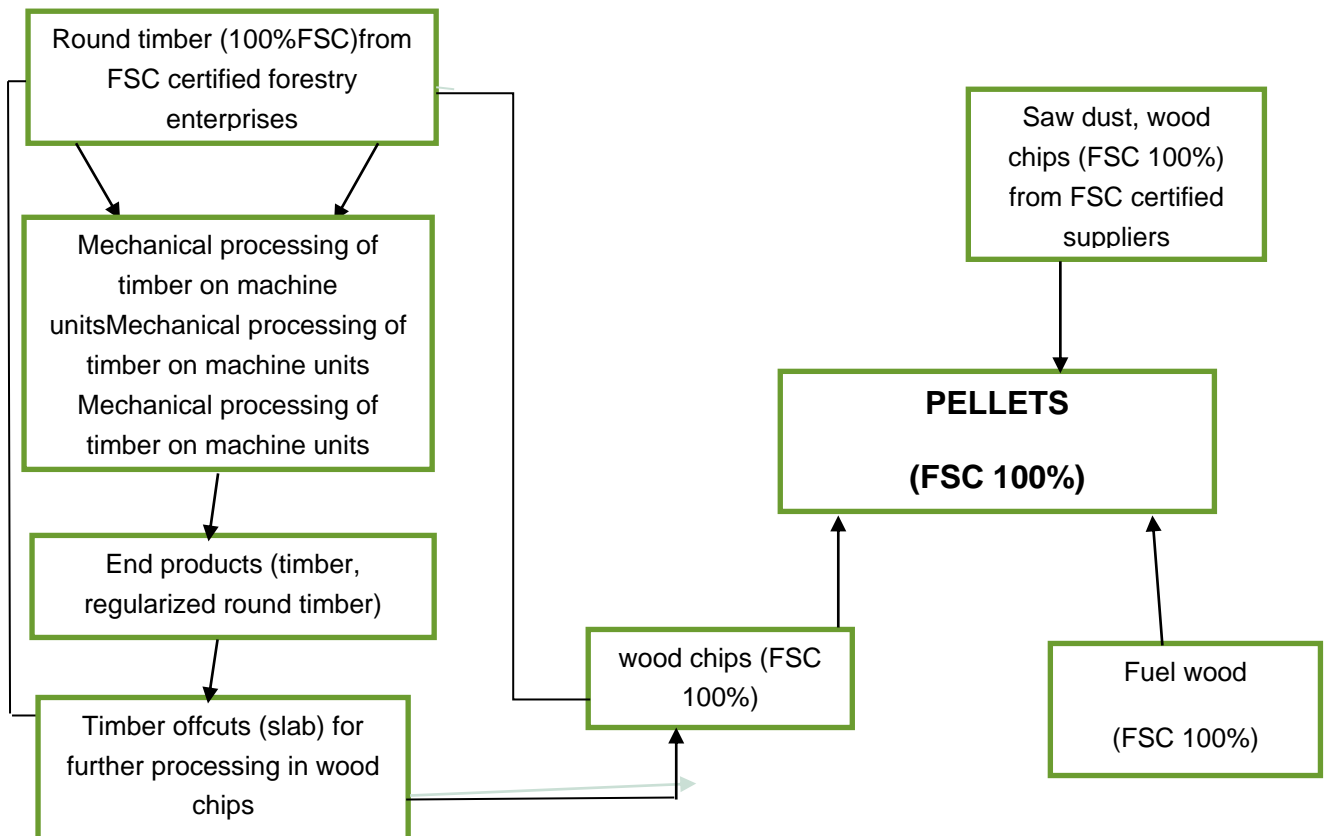 Round timber (100%FSC)from
FSC certified forestry
enterprises
Mechanical processing of
timber on machine
unitsMechanical processing of
timber on machine units
Mechanical processing of
timber on machine units
End products (timber,
regularized round timber)
Timber offcuts (slab) for
further processing in wood
chips
wood chips (FSC
100%)
Saw dust, wood
chips (FSC 100%)
from FSC certified
suppliers
PELLETS
(FSC 100%)
Fuel wood
(FSC 100%)